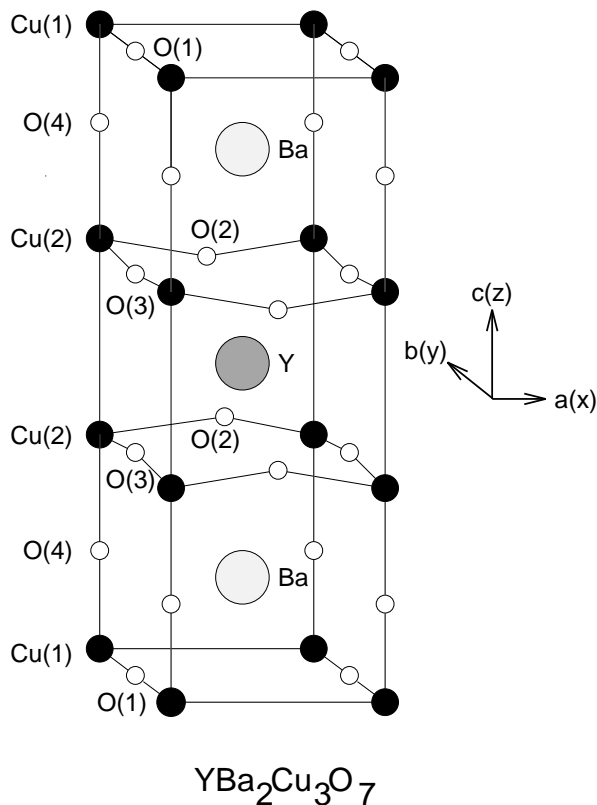 Cu(1)
O(1)
O(4)
Ba
Cu(2)
O(2)
O(3)
c(z)
b(y)
a(x)
Y
Cu(2)
O(2)
O(3)
O(4)
Ba
Cu(1)
O(1)
YBa2Cu3O7